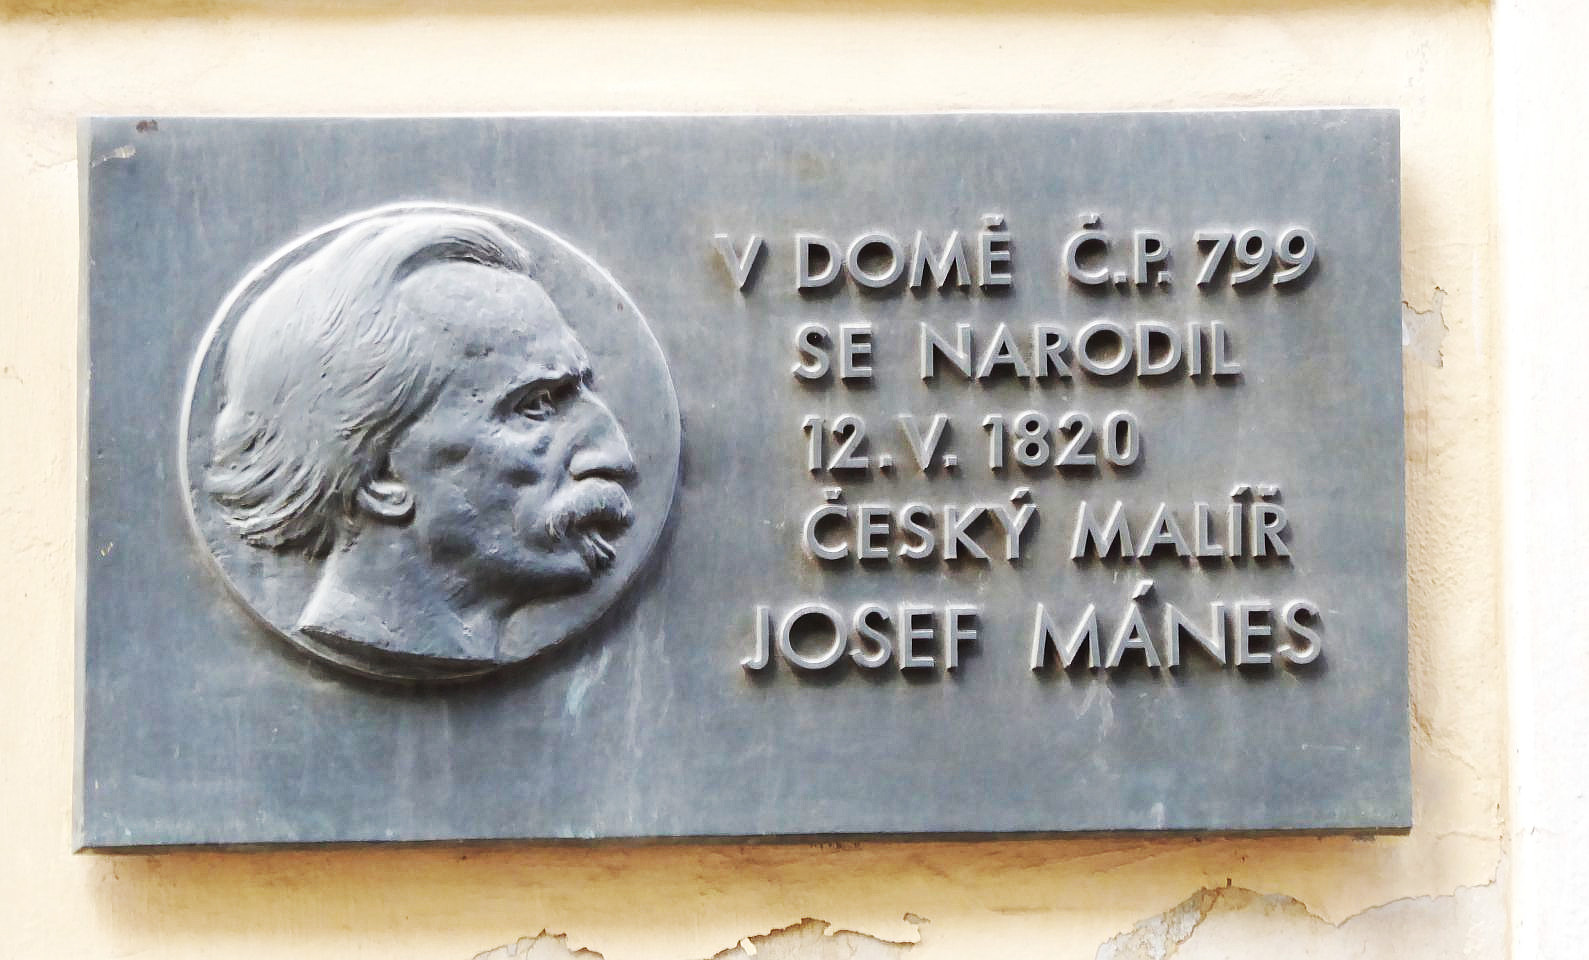 V DOMĚ Č.P. 799
SE NARODIL
12. V. 1820
ČESKÝ MALÍŘ
JOSEF MÁNES